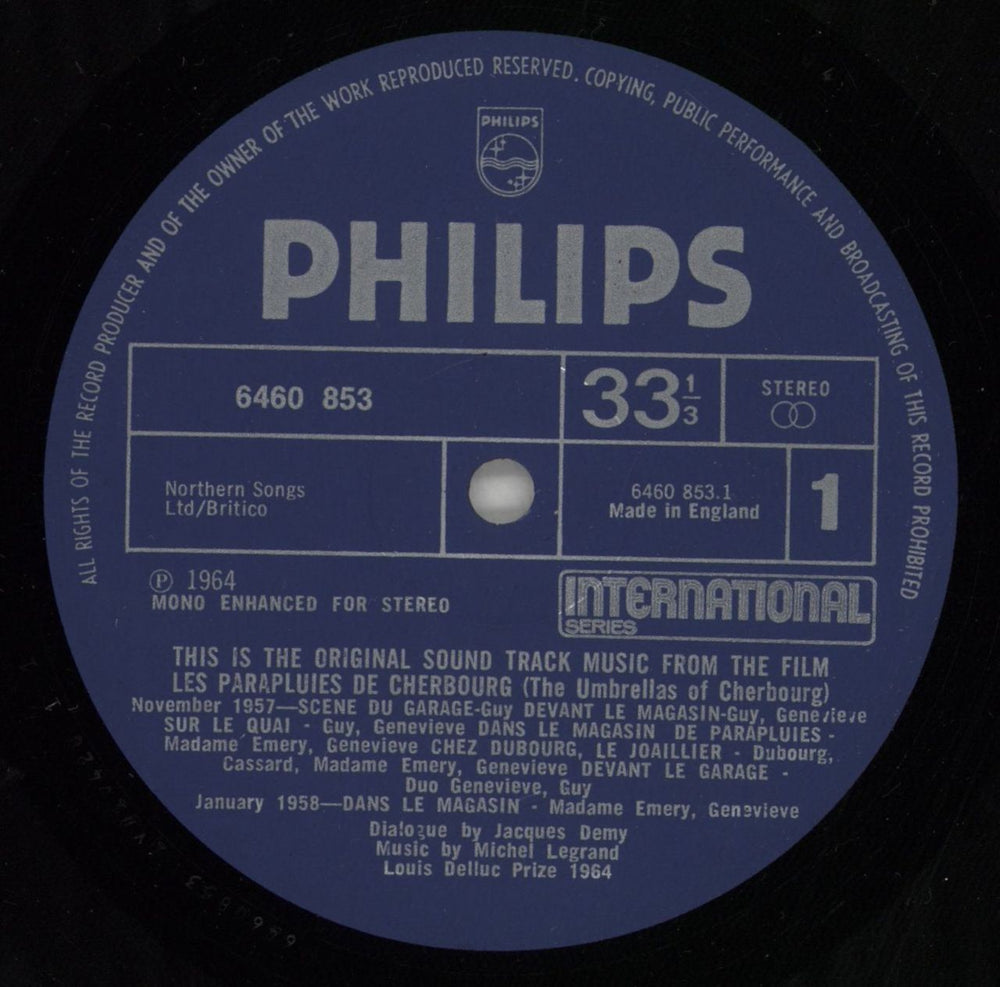 ALL RIGHTS OF THE RECORD PRODUCER AND OF THE OWNER OF THE WORK REPRODUCED RESERVED. COPYING, PUBLIC PERFORMANCE AND BROADCASTING OF THIS RECORD PROHIBITED
PHILIPS
PHILIPS
6460 853
33 1/3
STEREO
Northern Songs
Ltd/Britico
6460 853.1
Made in England
1
Ⓟ 1964
MONO ENHANCED FOR STEREO
INTERNATIONAL
SERIES
THIS IS THE ORIGINAL SOUND TRACK MUSIC FROM THE FILM
LES PARAPLUIES DE CHERBOURG (The Umbrellas of Cherbourg)
November 1957—SCENE DU GARAGE-Guy DEVANT LE MAGASIN-Guy, Genevieve
SUR LE QUAI - Guy, Genevieve DANS LE MAGASIN DE PARAPLUIES -
Madame Emery, Genevieve CHEZ DUBOURG, LE JOAILLIER - Dubourg,
Cassard, Madame Emery, Genevieve DEVANT LE GARAGE -
Duo Genevieve, Guy
January 1958—DANS LE MAGASIN - Madame Emery, Genevieve
Dialogue by Jacques Demy
Music by Michel Legrand
Louis Delluc Prize 1964